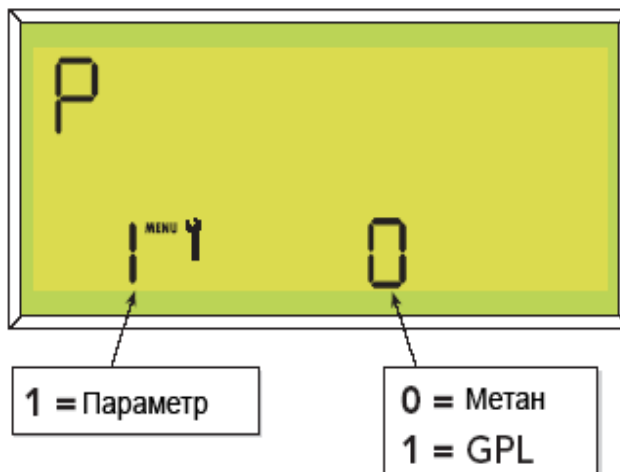 P
1 MENU 0
1 = Параметр
0 = Метан
1 = GPL